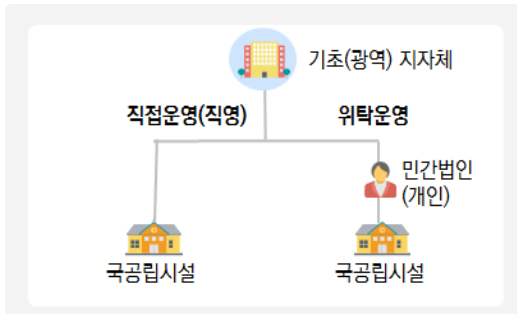 기초(광역) 지자체
직접운영(직영)
위탁운영
민간법인
(개인)
국공립시설
국공립시설